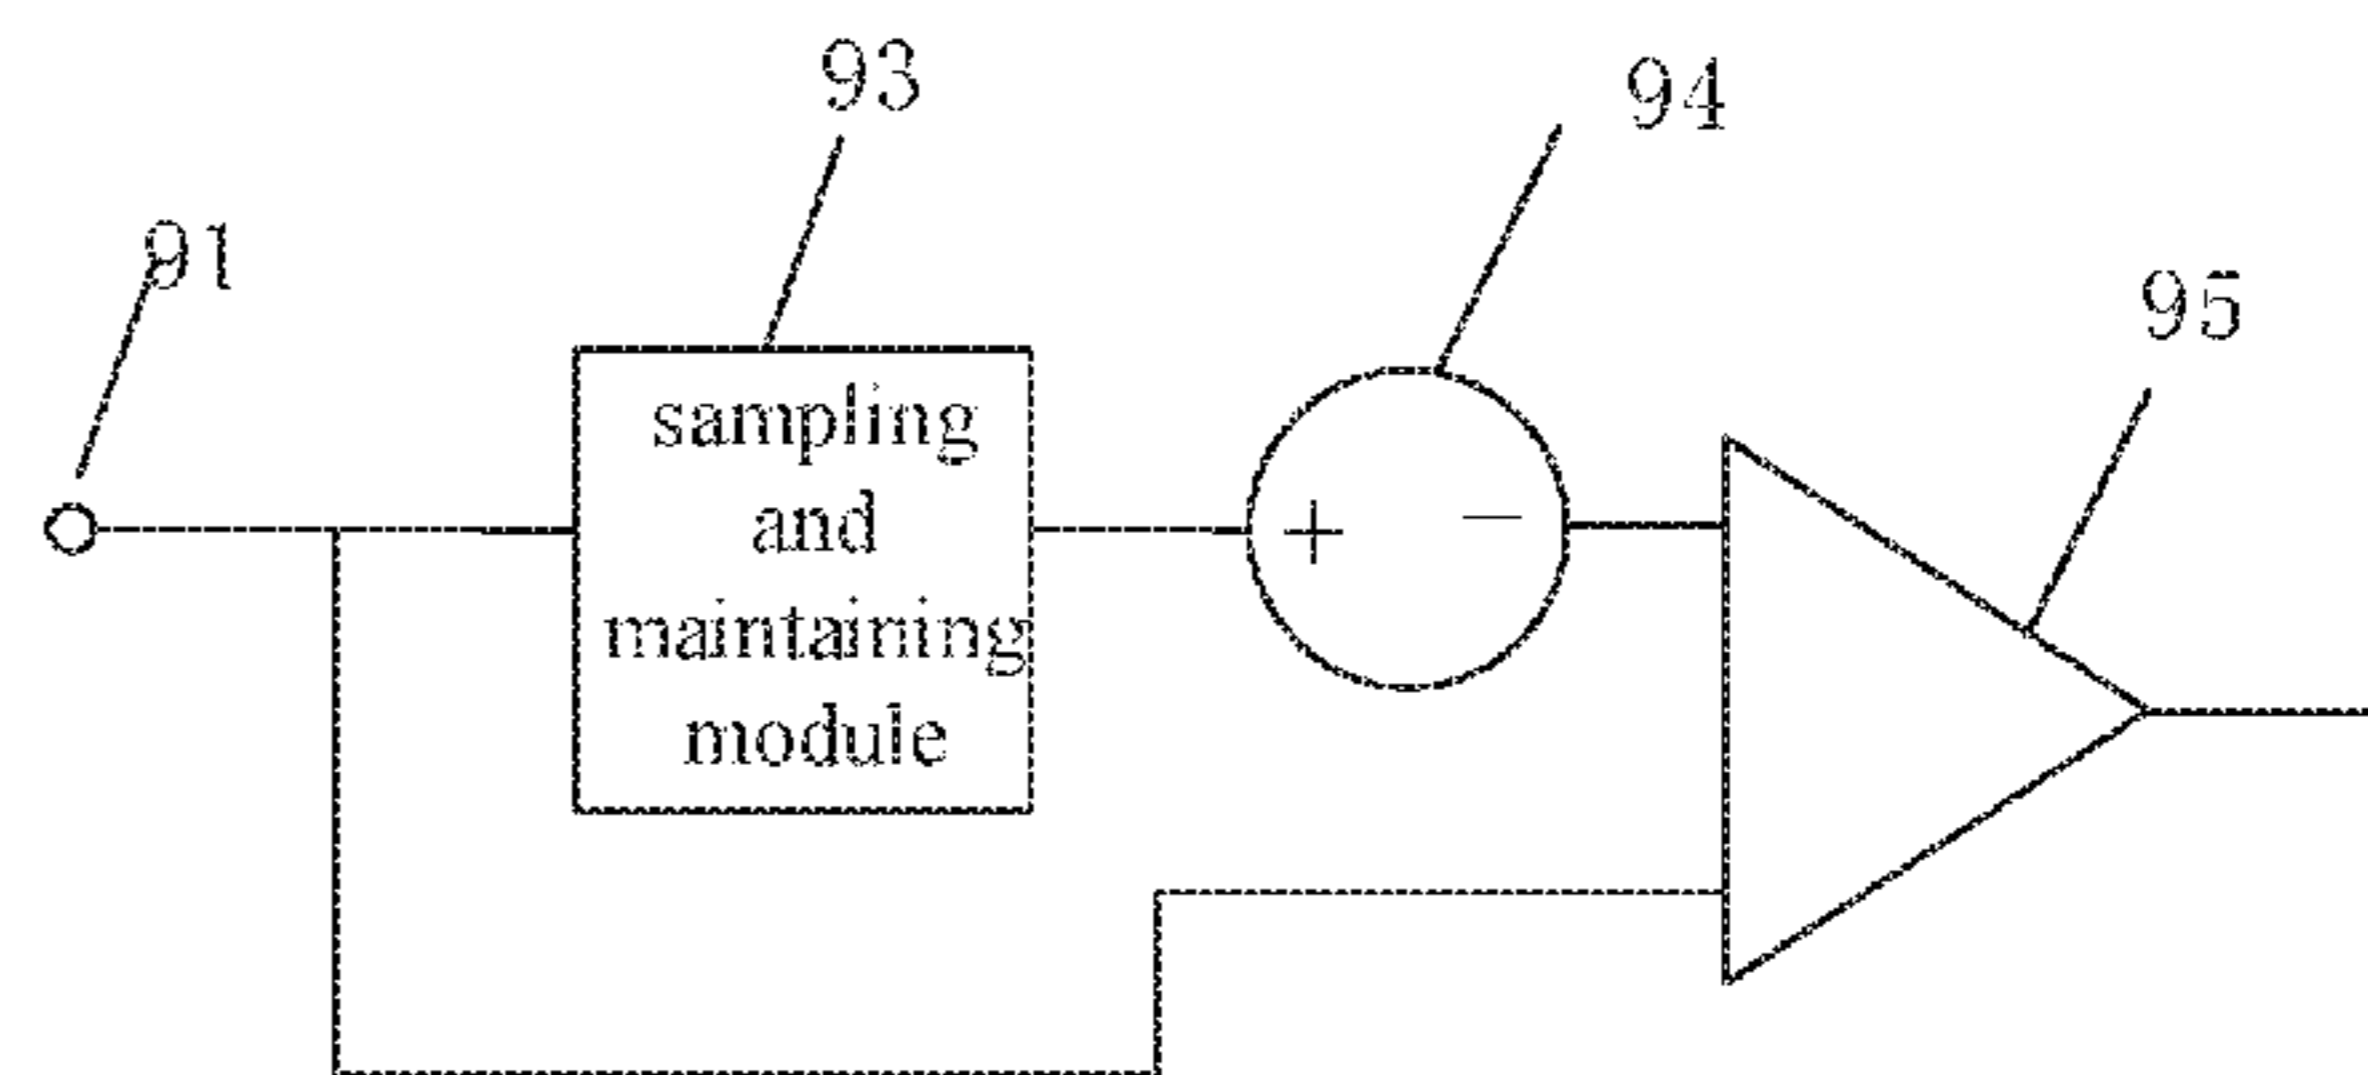 93
94
91
95
sampling
and
maintaining
module
+ −